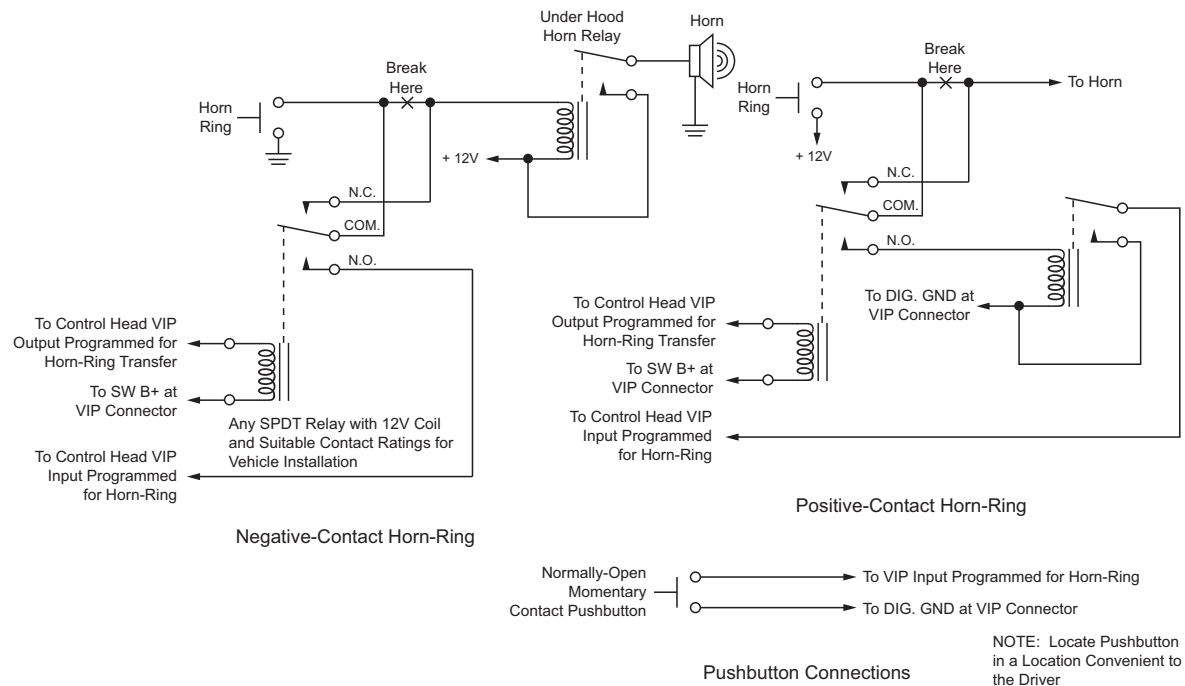 Under Hood
Horn Relay
Horn
Break
Here
Horn
Ring
+ 12V
N.C.
COM.
N.O.
To Control Head VIP
Output Programmed for
Horn-Ring Transfer
To SW B+ at
VIP Connector
Any SPDT Relay with 12V Coil
and Suitable Contact Ratings for
Vehicle Installation
To Control Head VIP
Input Programmed
for Horn-Ring
Negative-Contact Horn-Ring
Break
Here
To Horn
Horn
Ring
+ 12V
N.C.
COM.
N.O.
To DIG. GND at
VIP Connector
To Control Head VIP
Output Programmed for
Horn-Ring Transfer
To SW B+ at
VIP Connector
To Control Head VIP
Input Programmed
for Horn-Ring
Positive-Contact Horn-Ring
Normally-Open
Momentary
Contact Pushbutton
To VIP Input Programmed for Horn-Ring
To DIG. GND at VIP Connector
Pushbutton Connections
NOTE: Locate Pushbutton
in a Location Convenient to
the Driver